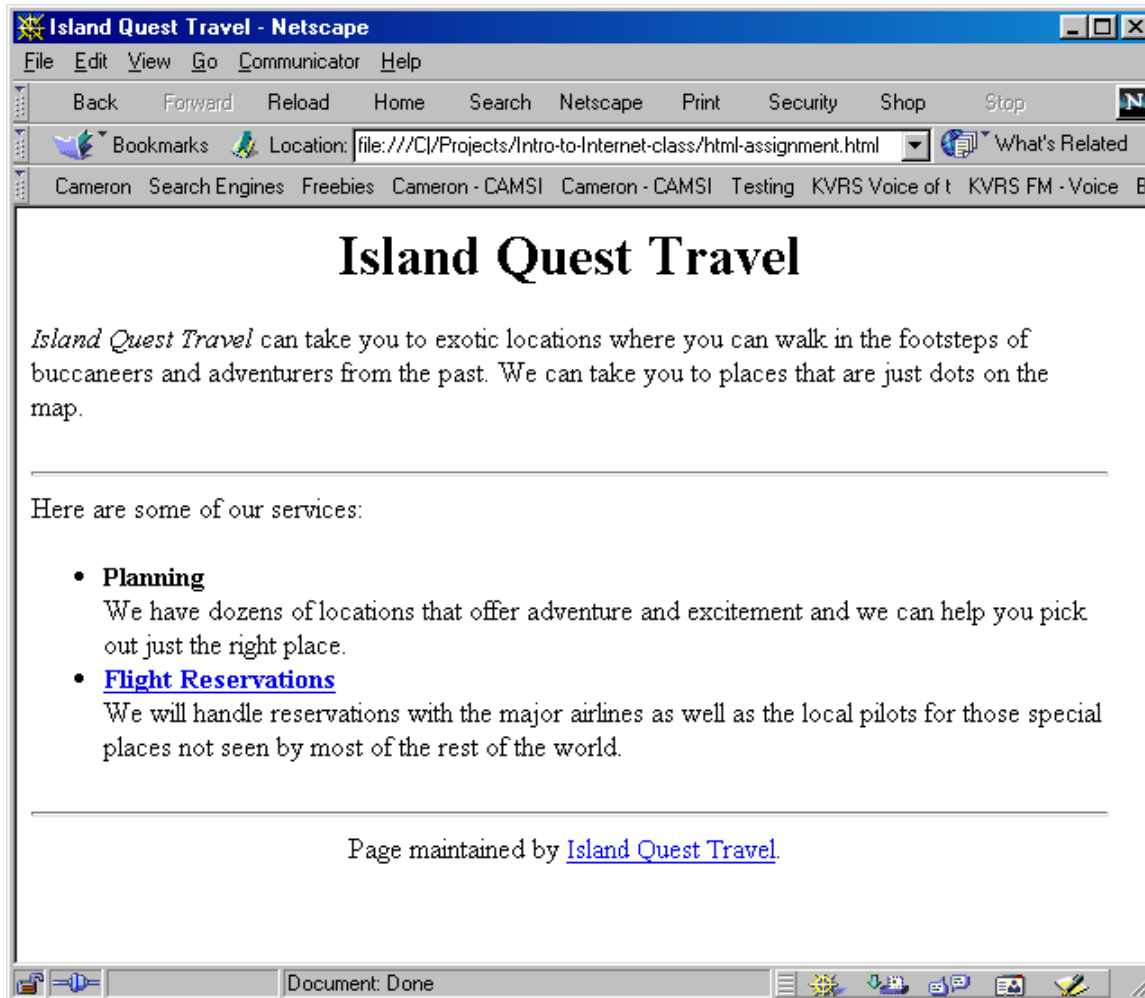 Island Quest Travel - Netscape
File Edit View Go Communicator Help
Back Forward Reload Home Search Netscape Print Security Shop Stop N
Bookmarks Location: file:///C|/Projects/Intro-to-Internet-class/html-assignment.html What's Related
Cameron Search Engines Freebies Cameron - CAMSI Cameron - CAMSI Testing KVRS Voice of t KVRS FM - Voice
Island Quest Travel
Island Quest Travel can take you to exotic locations where you can walk in the footsteps of
buccaneers and adventurers from the past. We can take you to places that are just dots on the
map.
Here are some of our services:
• Planning
We have dozens of locations that offer adventure and excitement and we can help you pick
out just the right place.
• Flight Reservations
We will handle reservations with the major airlines as well as the local pilots for those special
places not seen by most of the rest of the world.
Page maintained by Island Quest Travel.
Document: Done